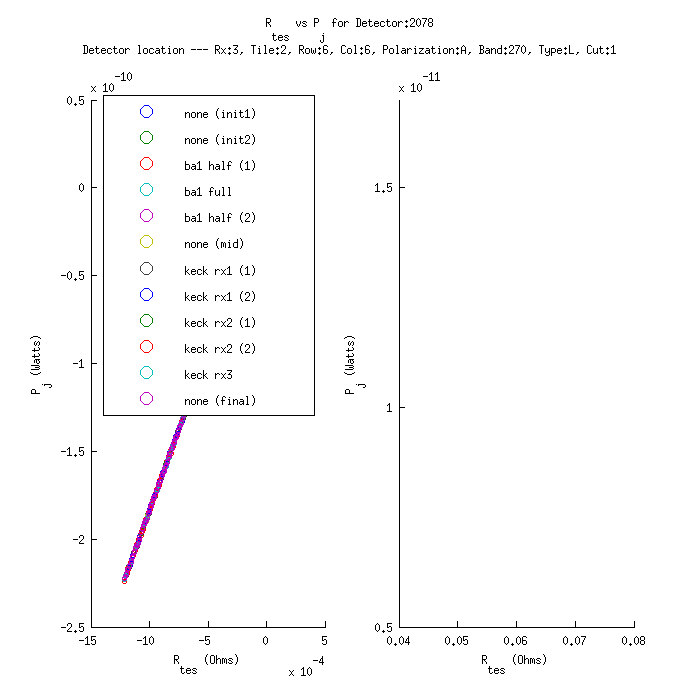 R vs P for Detector:2078
tes j
Detector location --- Rx:3, Tile:2, Row:6, Col:6, Polarization:A, Band:270, Type:L, Cut:1
x 10 -10
x 10 -11
0.5
0
-0.5
-1
-1.5
-2
-2.5
P j (Watts)
none (init1)
none (init2)
ba1 half (1)
ba1 full
ba1 half (2)
none (mid)
keck rx1 (1)
keck rx1 (2)
keck rx2 (1)
keck rx2 (2)
keck rx3
none (final)
-15 -10 -5 0 5
R tes (Ohms)
x 10 -4
1.5
1
0.5
P j (Watts)
0.04 0.05 0.06 0.07 0.08
R tes (Ohms)